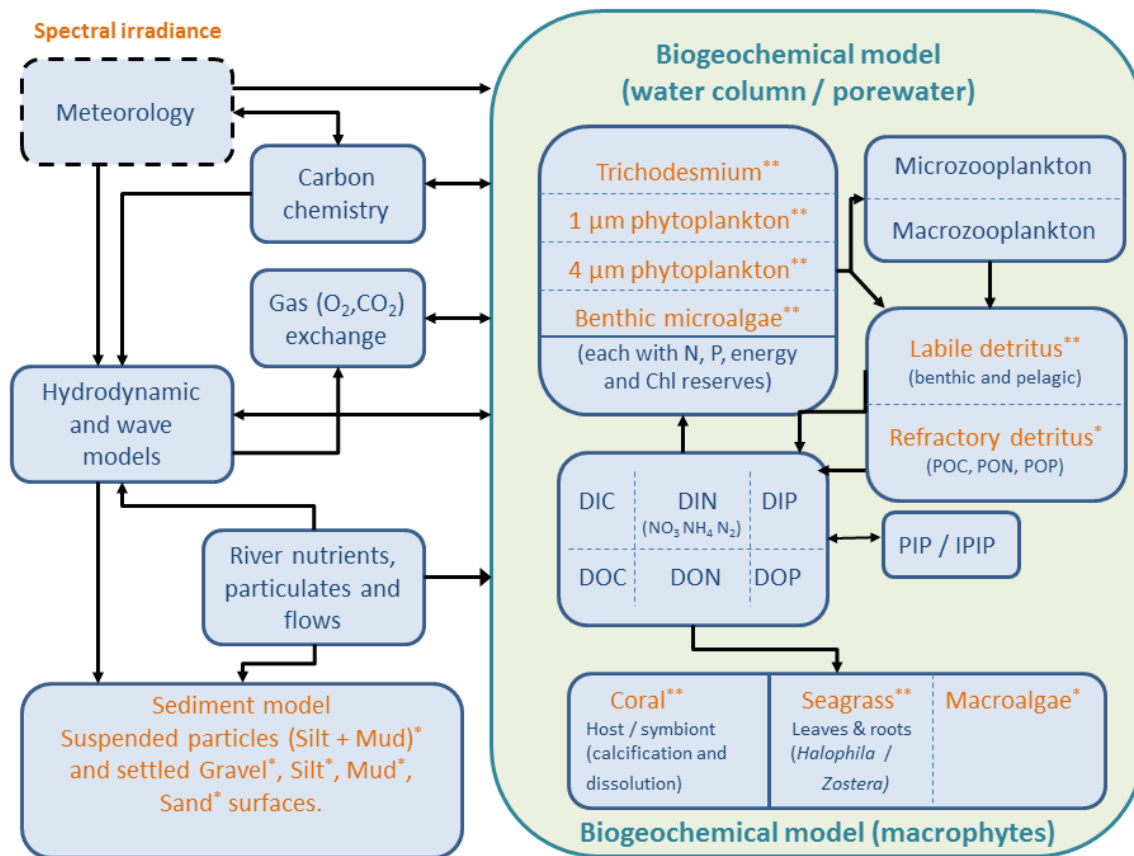 Spectral irradiance
Meteorology
Carbon
chemistry
Gas (O₂,CO₂)
exchange
Hydrodynamic
and wave
models
River nutrients,
particulates and
flows
Sediment model
Suspended particles (Silt + Mud)*
and settled Gravel*, Silt*, Mud*,
Sand* surfaces.
Biogeochemical model
(water column / porewater)
Trichodesmium**
1 µm phytoplankton**
4 µm phytoplankton**
Benthic microalgae**
(each with N, P, energy
and Chl reserves)
Microzooplankton
Macrozooplankton
Labile detritus**
(benthic and pelagic)
Refractory detritus*
(POC, PON, POP)
DIC DIN DIP
(NO₃ NH₄ N₂)
DOC DON DOP
PIP / IPIP
Coral**
Host / symbiont
(calcification and
dissolution)
Seagrass**
Leaves & roots
(Halophila /
Zostera)
Macroalgae*
Biogeochemical model (macrophytes)